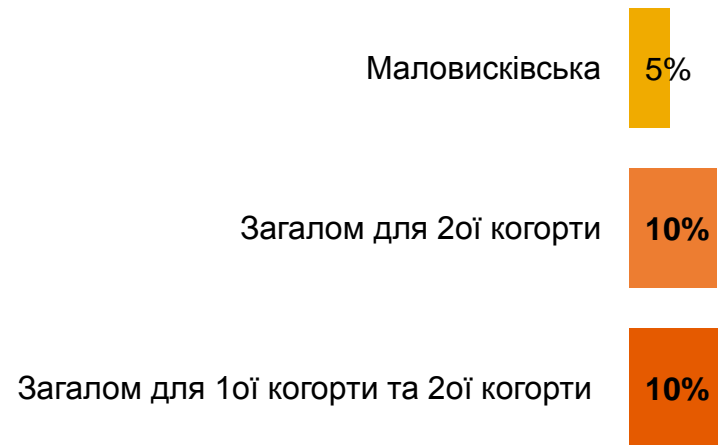 Маловисківська 5%
Загалом для 2ої когорти 10%
Загалом для 1ої когорти та 2ої когорти 10%